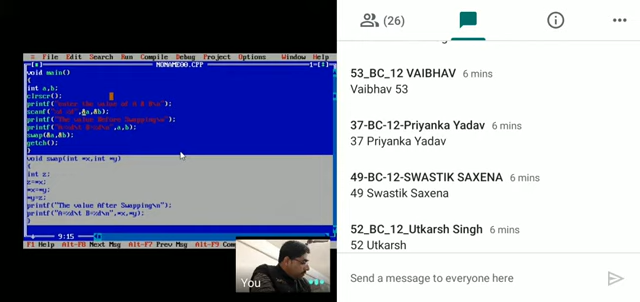 File Edit Search Run Compile Debug Project Options Window Help
NONAME00.CPP
void main()
{
int a,b;
clrscr();
printf("enter the value of A & B\n");
scanf("%d %d",&a,&b);
printf("The value Before Swapping\n");
printf("A=%d\t B=%d\n",a,b);
swap(&a,&b);
getch();
}
void swap(int *x,int *y)
{
int z;
z=*x;
*x=*y;
*y=z;
printf("The value After Swapping\n");
printf("A=%d\t B=%d\n",*x,*y);
}
9:15
F1 Help Alt-F8 Next Msg Alt-F7 Prev Msg Alt-F9
You
(26)
53_BC_12 VAIBHAV 6 mins
Vaibhav 53
37-BC-12-Priyanka Yadav 6 mins
37 Priyanka Yadav
49-BC-12-SWASTIK SAXENA 6 mins
49 Swastik Saxena
52_BC_12_Utkarsh Singh 6 mins
52 Utkarsh
Send a message to everyone here